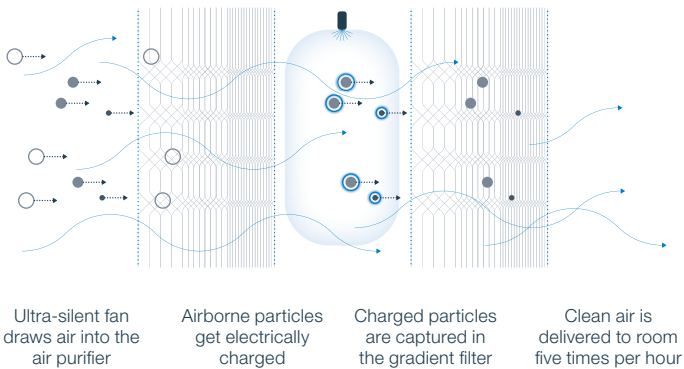 Ultra-silent fan
draws air into the
air purifier
Airborne particles
get electrically
charged
Charged particles
are captured in
the gradient filter
Clean air is
delivered to room
five times per hour